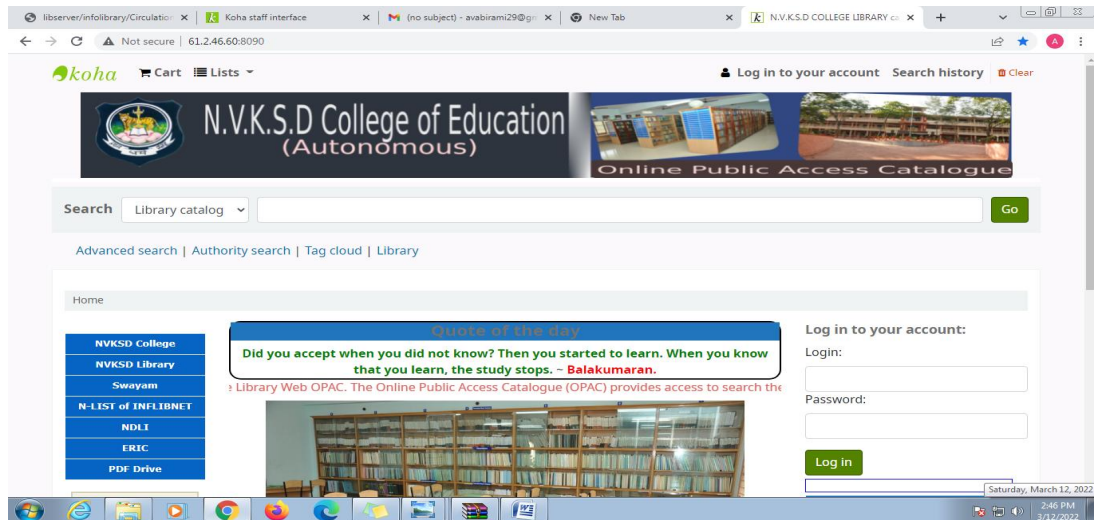 libserver/infolibrary/Circulation
Koha staff interface
(no subject) - avabirami29@gm
New Tab
N.V.K.S.D COLLEGE LIBRARY ca
Not secure | 61.2.46.60:8090
A
koha
Cart
Lists
Log in to your account
Search history
Clear
N.V.K.S.D College of Education
(Autonomous)
Online Public Access Catalogue
Search
Library catalog
Go
Advanced search | Authority search | Tag cloud | Library
Home
NVKSD College
NVKSD Library
Swayam
N-LIST of INFLIBNET
NDLI
ERIC
PDF Drive
Quote of the day
Did you accept when you did not know? Then you started to learn. When you know
that you learn, the study stops. ~ Balakumaran.
e Library Web OPAC. The Online Public Access Catalogue (OPAC) provides access to search the
Log in to your account:
Login:
Password:
Log in
Saturday, March 12, 2022
2:46 PM
3/12/2022